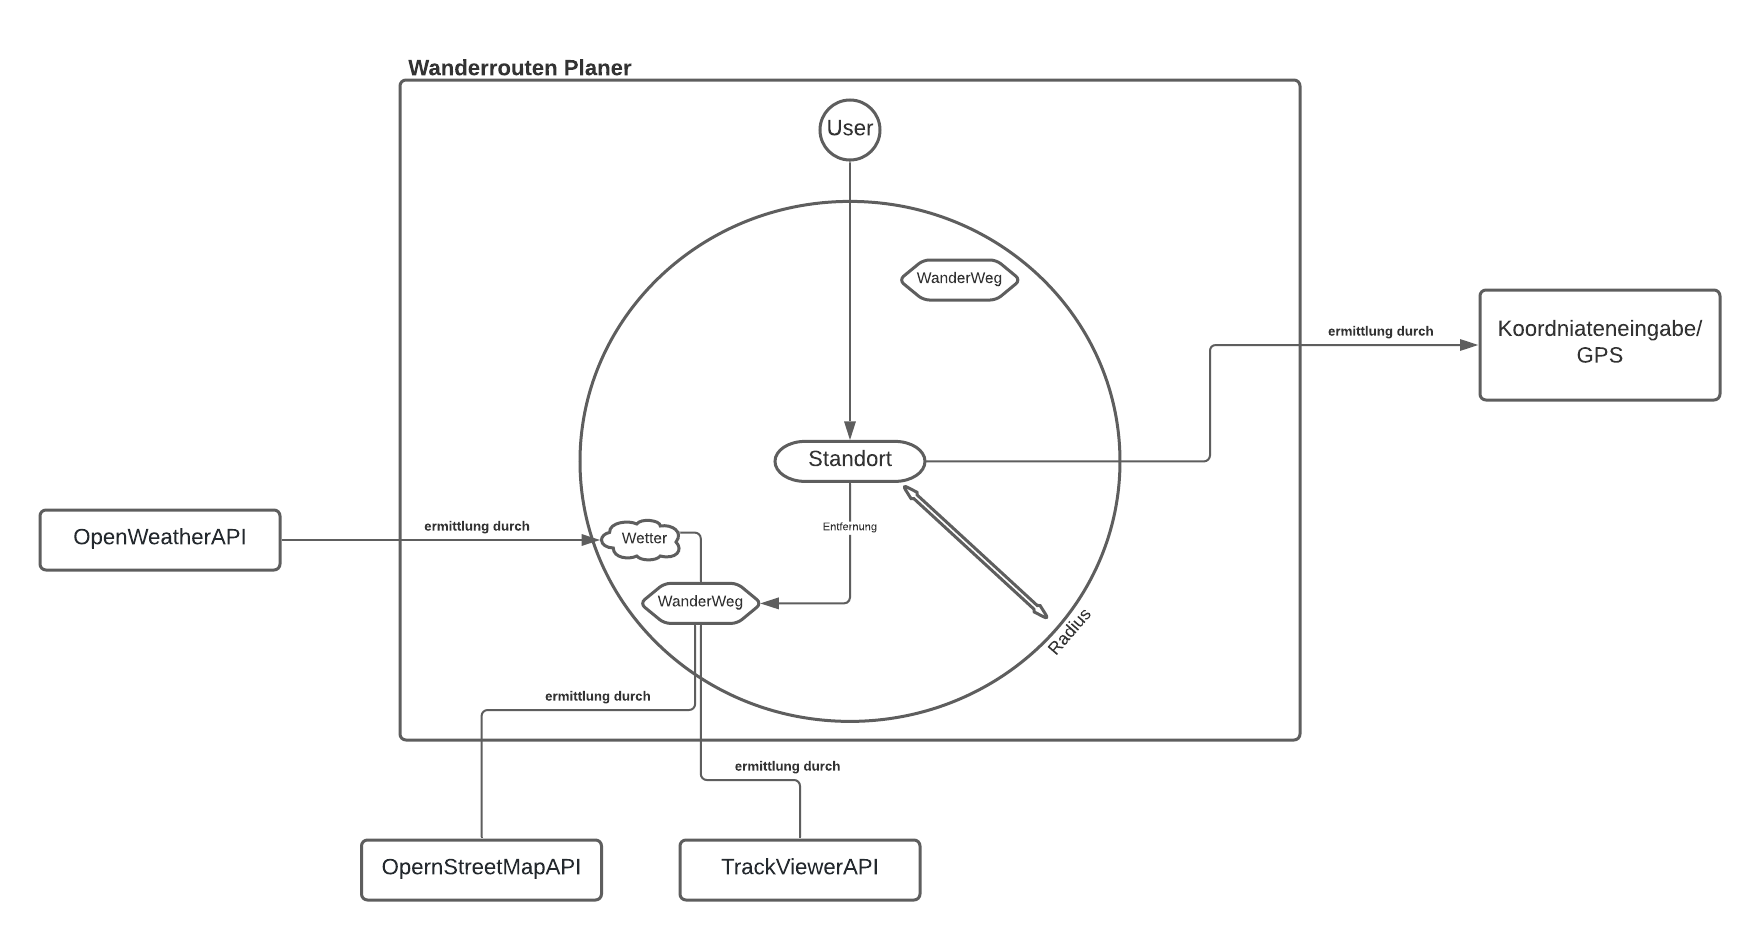 Wanderrouten Planer
User
WanderWeg
ermittlung durch
Koordniateneingabe/
GPS
Standort
ermittlung durch
Entfernung
OpenWeatherAPI
Wetter
WanderWeg
Radius
ermittlung durch
ermittlung durch
OpernStreetMapAPI
TrackViewerAPI